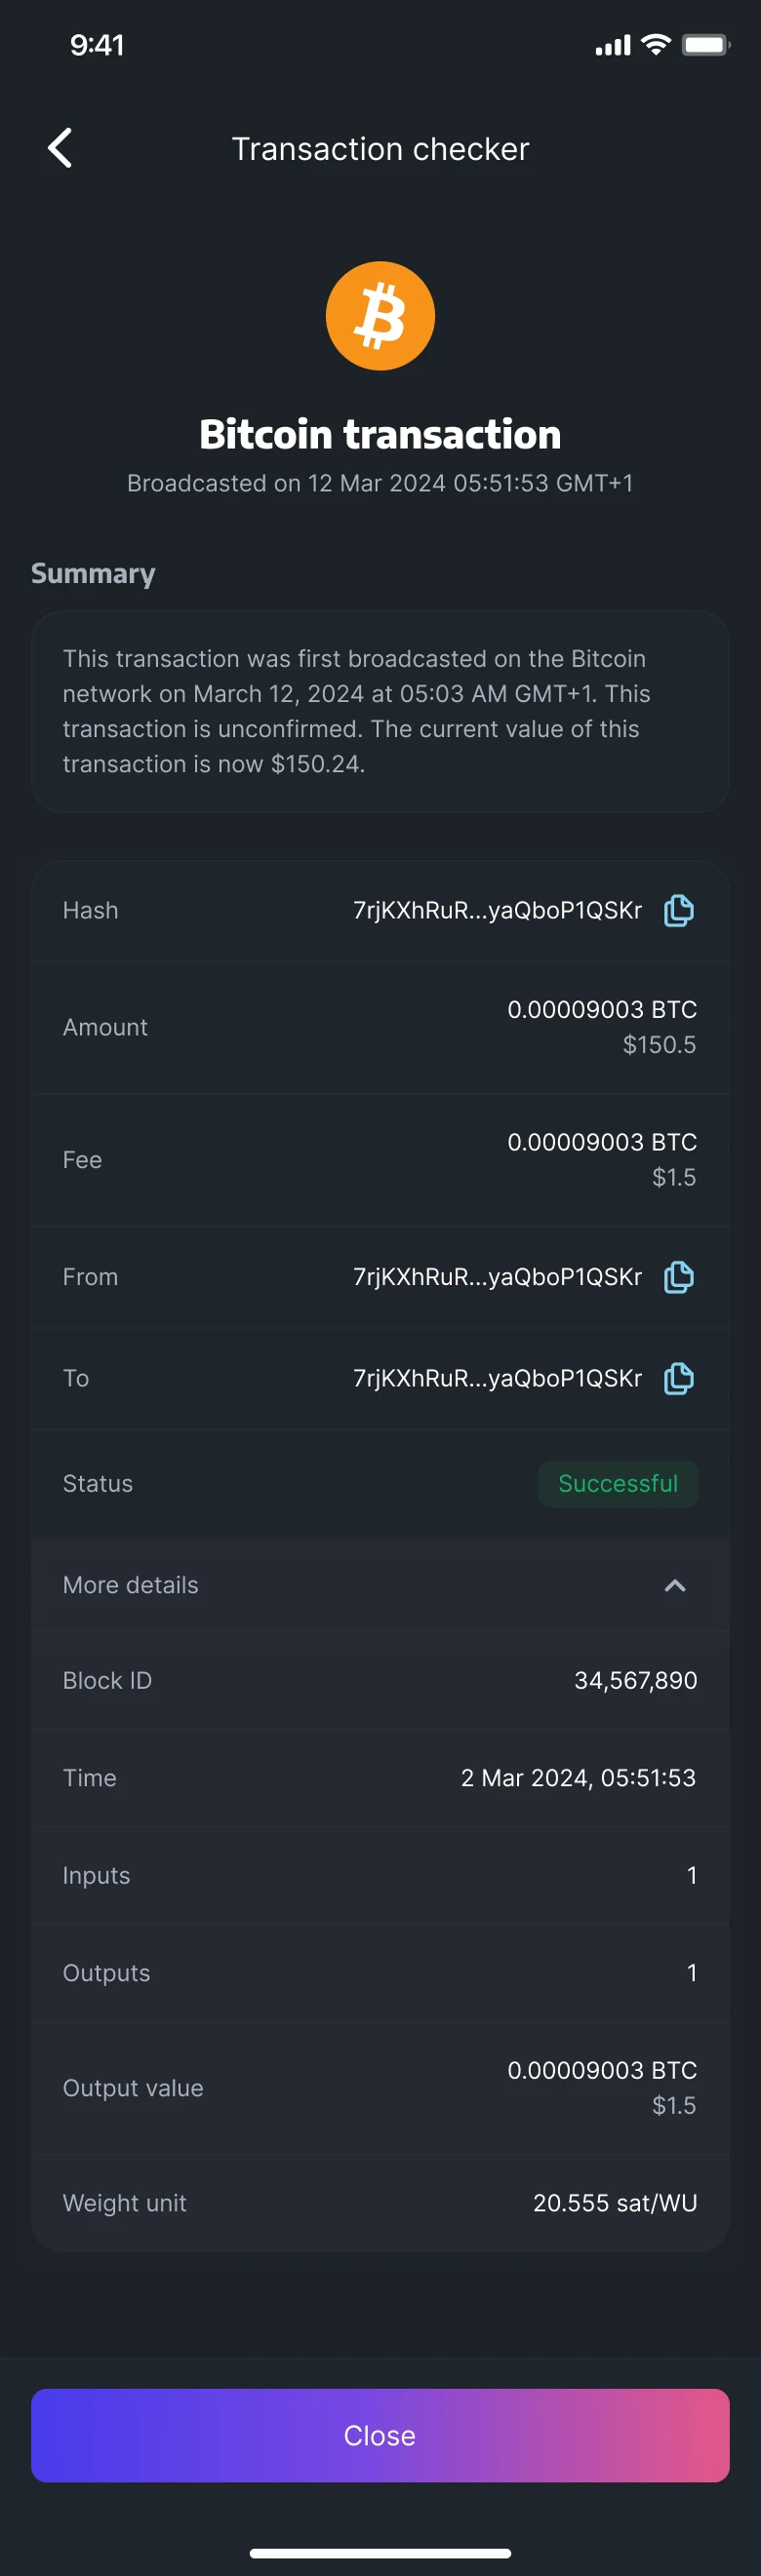 9:41
Transaction checker
Bitcoin transaction
Broadcasted on 12 Mar 2024 05:51:53 GMT+1
Summary
This transaction was first broadcasted on the Bitcoin
network on March 12, 2024 at 05:03 AM GMT+1. This
transaction is unconfirmed. The current value of this
transaction is now $150.24.
Hash 7rjKXhRuR...yaQboP1QSKr
Amount 0.00009003 BTC
$150.5
Fee 0.00009003 BTC
$1.5
From 7rjKXhRuR...yaQboP1QSKr
To 7rjKXhRuR...yaQboP1QSKr
Status Successful
More details
Block ID 34,567,890
Time 2 Mar 2024, 05:51:53
Inputs 1
Outputs 1
Output value 0.00009003 BTC
$1.5
Weight unit 20.555 sat/WU
Close